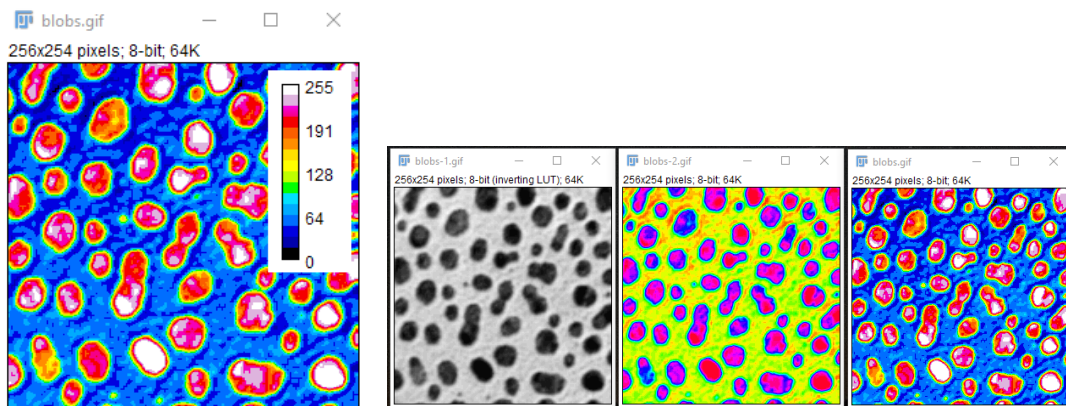 blobs.gif
256x254 pixels; 8-bit; 64K
255
191
128
64
0
blobs-1.gif
256x254 pixels; 8-bit (inverting LUT); 64K
blobs-2.gif
256x254 pixels; 8-bit; 64K
blobs.gif
256x254 pixels; 8-bit; 64K